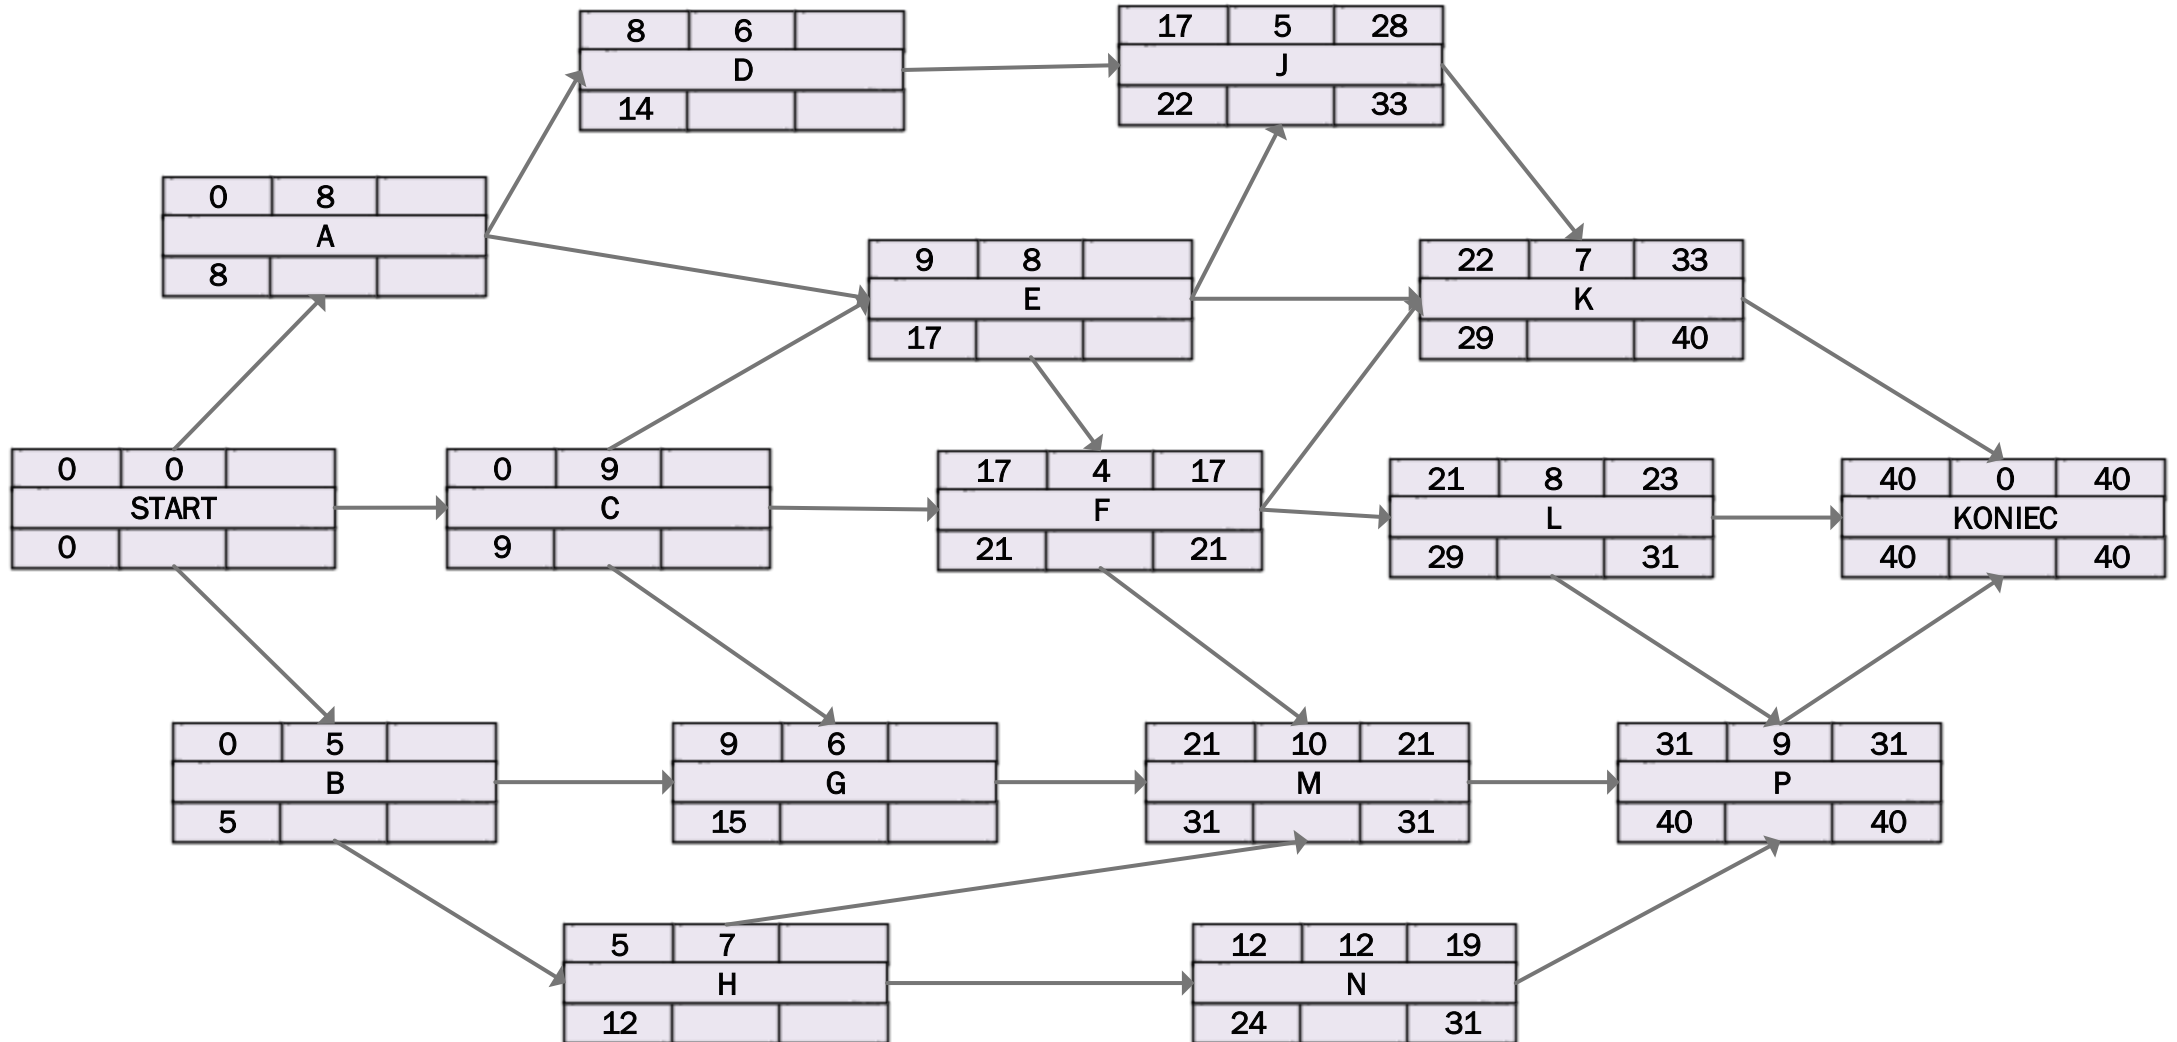 8 6
D
14
17 5 28
J
22 33
0 8
A
8
9 8
E
17
22 7 33
K
29 40
0 0
START
0
0 9
C
9
17 4 17
F
21 21
21 8 23
L
29 31
40 0 40
KONIEC
40 40
0 5
B
5
9 6
G
15
21 10 21
M
31 31
31 9 31
P
40 40
5 7
H
12
12 12 19
N
24 31